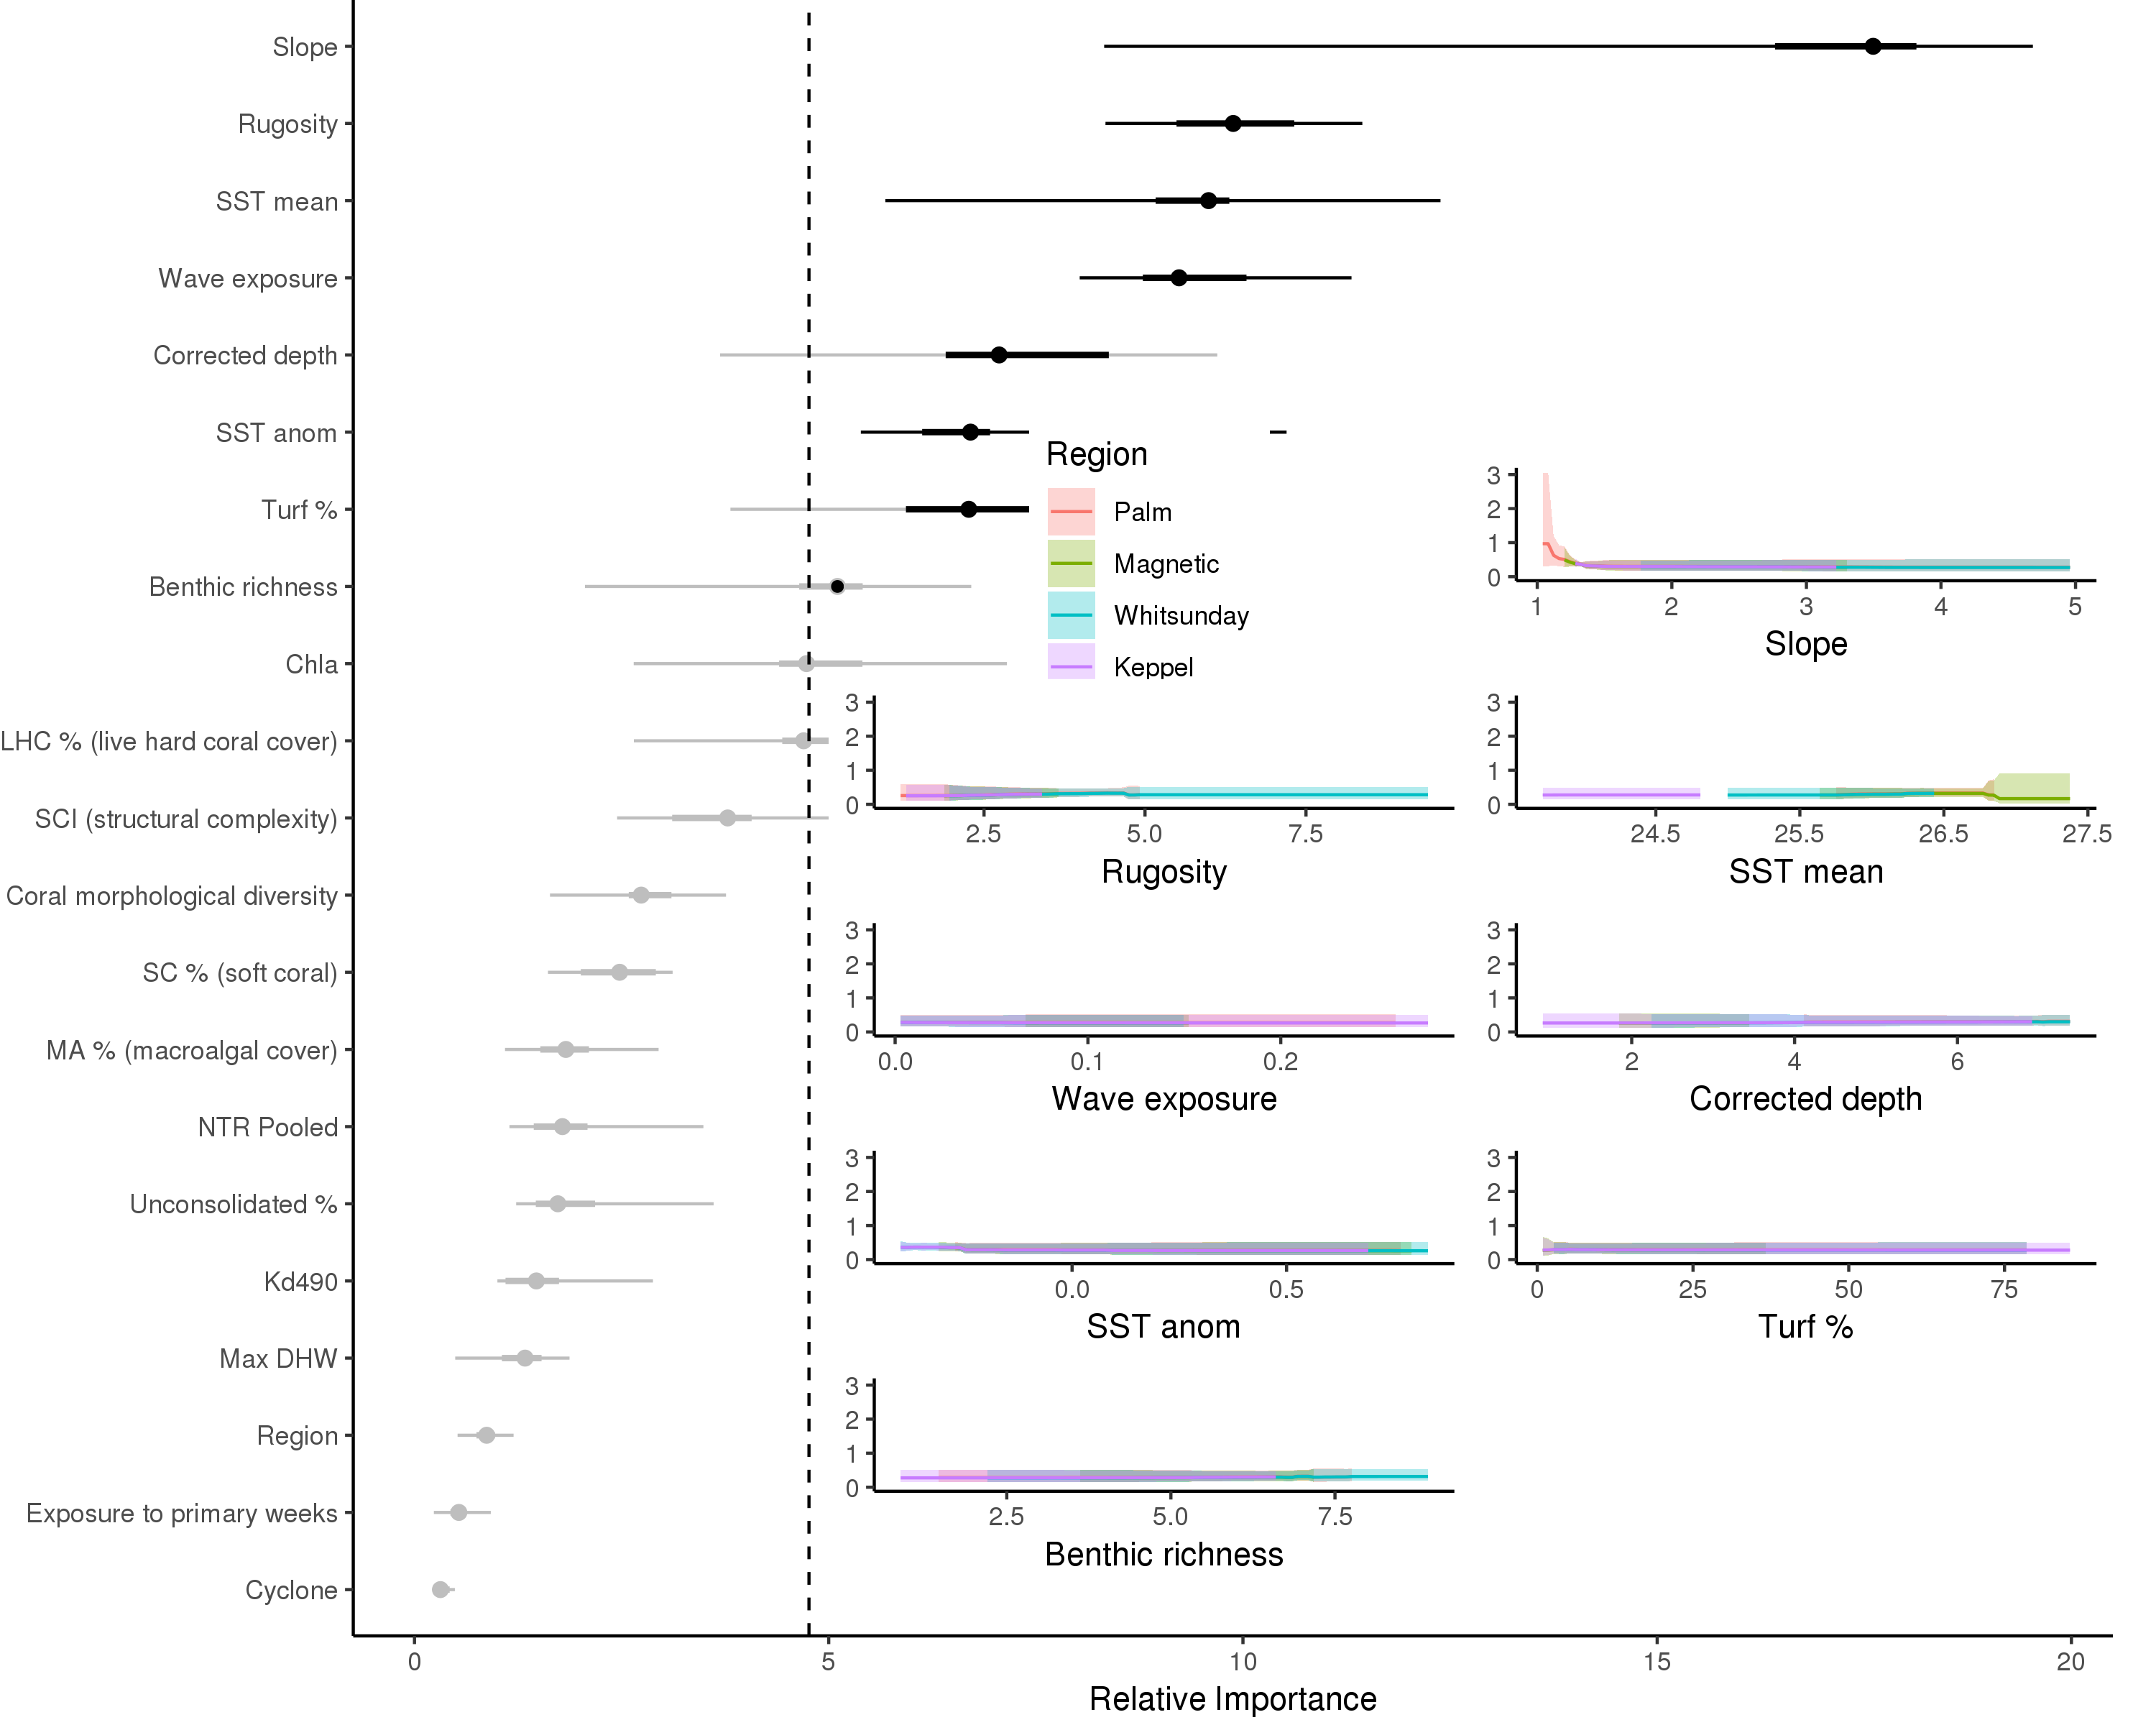 Slope
Rugosity
SST mean
Wave exposure
Corrected depth
SST anom
Turf %
Benthic richness
Chla
LHC % (live hard coral cover)
SCI (structural complexity)
Coral morphological diversity
SC % (soft coral)
MA % (macroalgal cover)
NTR Pooled
Unconsolidated %
Kd490
Max DHW
Region
Exposure to primary weeks
Cyclone
0 5 10 15 20
Relative Importance
Region
Palm
Magnetic
Whitsunday
Keppel
3
2
1
0
1 2 3 4 5
Slope
3
2
1
0
2.5 5.0 7.5
Rugosity
3
2
1
0
24.5 25.5 26.5 27.5
SST mean
3
2
1
0
0.0 0.1 0.2
Wave exposure
3
2
1
0
2 4 6
Corrected depth
3
2
1
0
0.0 0.5
SST anom
3
2
1
0
0 25 50 75
Turf %
3
2
1
0
2.5 5.0 7.5
Benthic richness